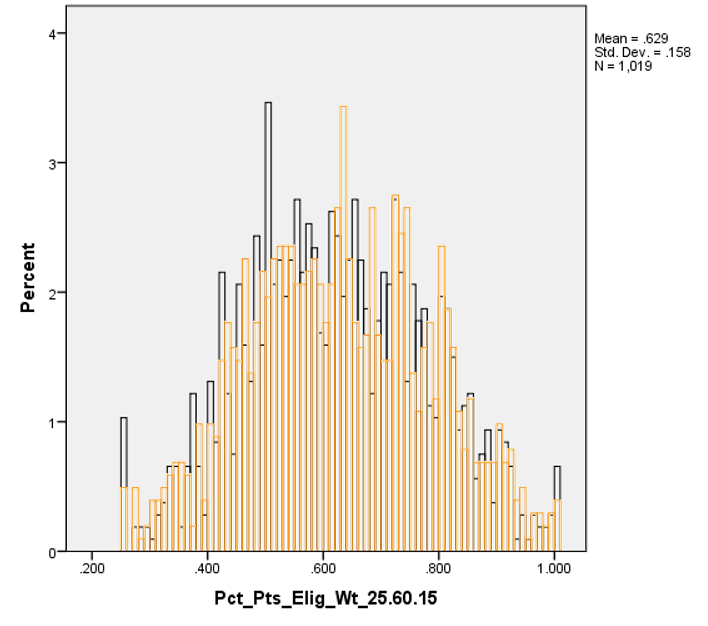 4
Mean = .629
Std. Dev. = .158
N = 1,019
3
Percent
2
1
0
.200 .400 .600 .800 1.000
Pct_Pts_Elig_Wt_25.60.15